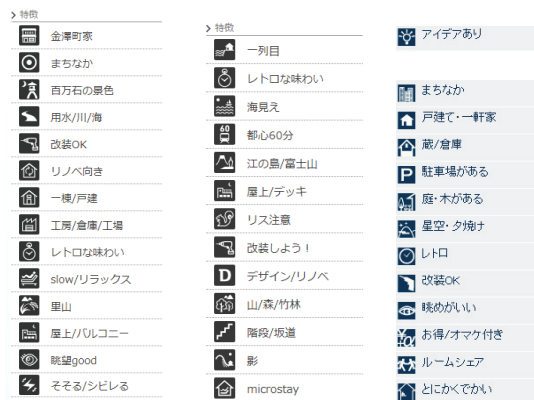 特徴
金澤町家
まちなか
百万石の景色
用水/川/海
改装OK
リノベ向き
一棟/戸建
工房/倉庫/工場
レトロな味わい
slow/リラックス
里山
屋上/バルコニー
眺望good
そそる/シビレる
特徴
一列目
レトロな味わい
海見え
60
都心60分
江の島/富士山
屋上/デッキ
リス注意
改装しよう！
D
デザイン/リノベ
山/森/竹林
階段/坂道
影
microstay
アイデアあり
まちなか
戸建て・一軒家
蔵/倉庫
P
駐車場がある
庭・木がある
星空・夕焼け
レトロ
改装OK
眺めがいい
お得/オマケ付き
ルームシェア
とにかくでかい